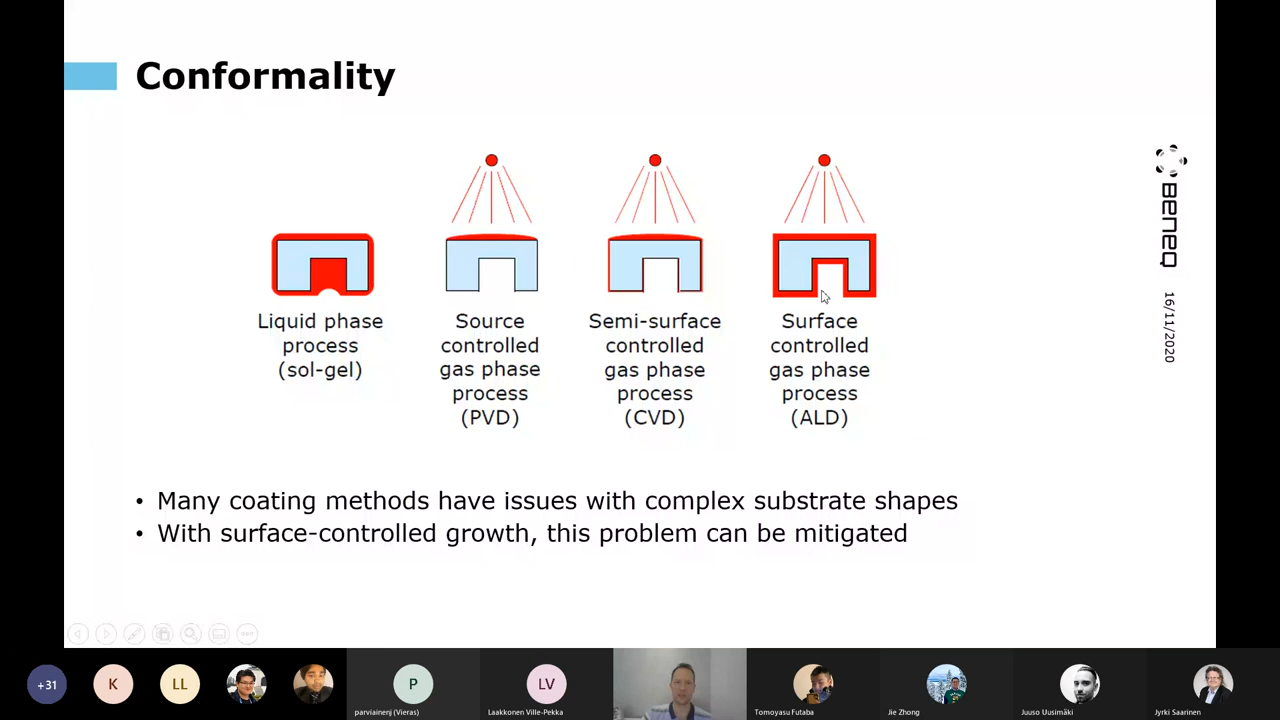 Conformality
BENEQ
16/11/2020
Liquid phase
process
(sol-gel)
Source
controlled
gas phase
process
(PVD)
Semi-surface
controlled
gas phase
process
(CVD)
Surface
controlled
gas phase
process
(ALD)
• Many coating methods have issues with complex substrate shapes
• With surface-controlled growth, this problem can be mitigated
+31
K
LL
P
parviainenj (Vieras)
LV
Laakkonen Ville-Pekka
Tomoyasu Futaba
Jie Zhong
Juuso Uusimäki
Jyrki Saarinen